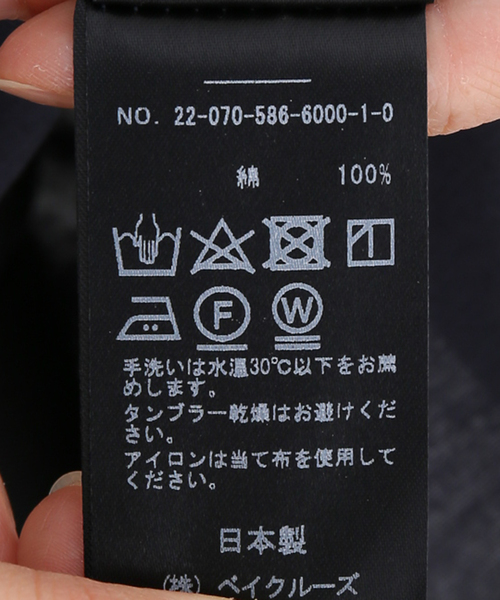 NO. 22-070-586-6000-1-0
綿 100%
F W
手洗いは水温30℃以下をお薦
めします。
タンブラー乾燥はお避けくだ
さい。
アイロンは当て布を使用して
ください。
日本製
(株) ベイクルーズ